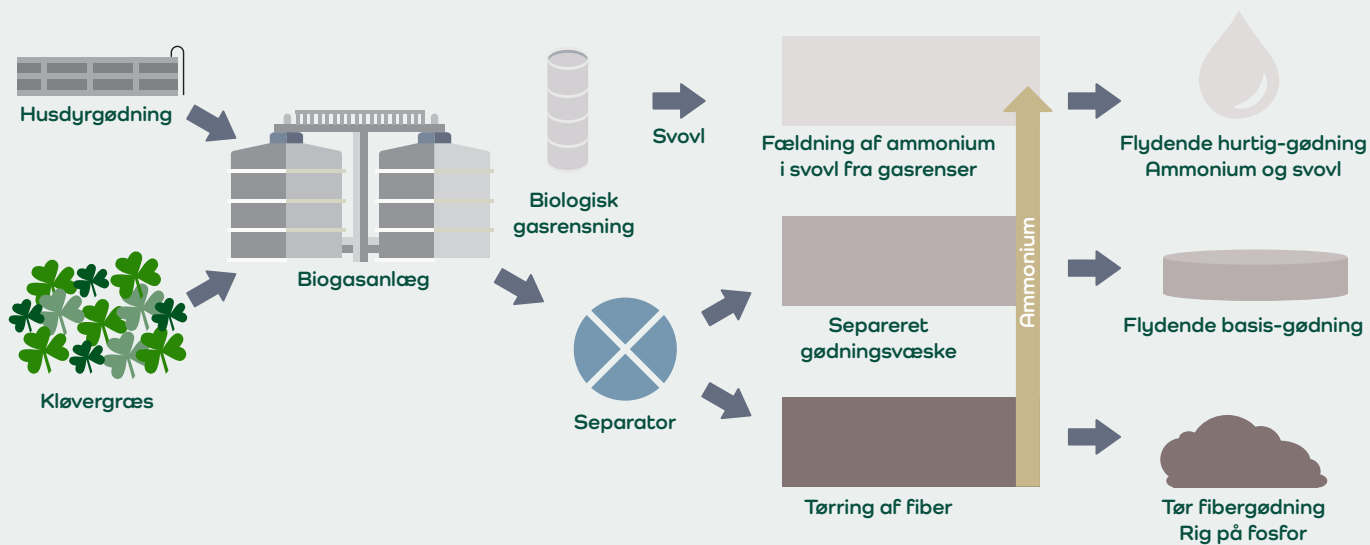 Husdyrgødning
Kløvergræs
Biogasanlæg
Biologisk
gasrensning
Svovl
Separator
Fældning af ammonium
i svovl fra gasrenser
Separeret
gødningsvæske
Tørring af fiber
Ammonium
Flydende hurtig-gødning
Ammonium og svovl
Flydende basis-gødning
Tør fibergødning
Rig på fosfor